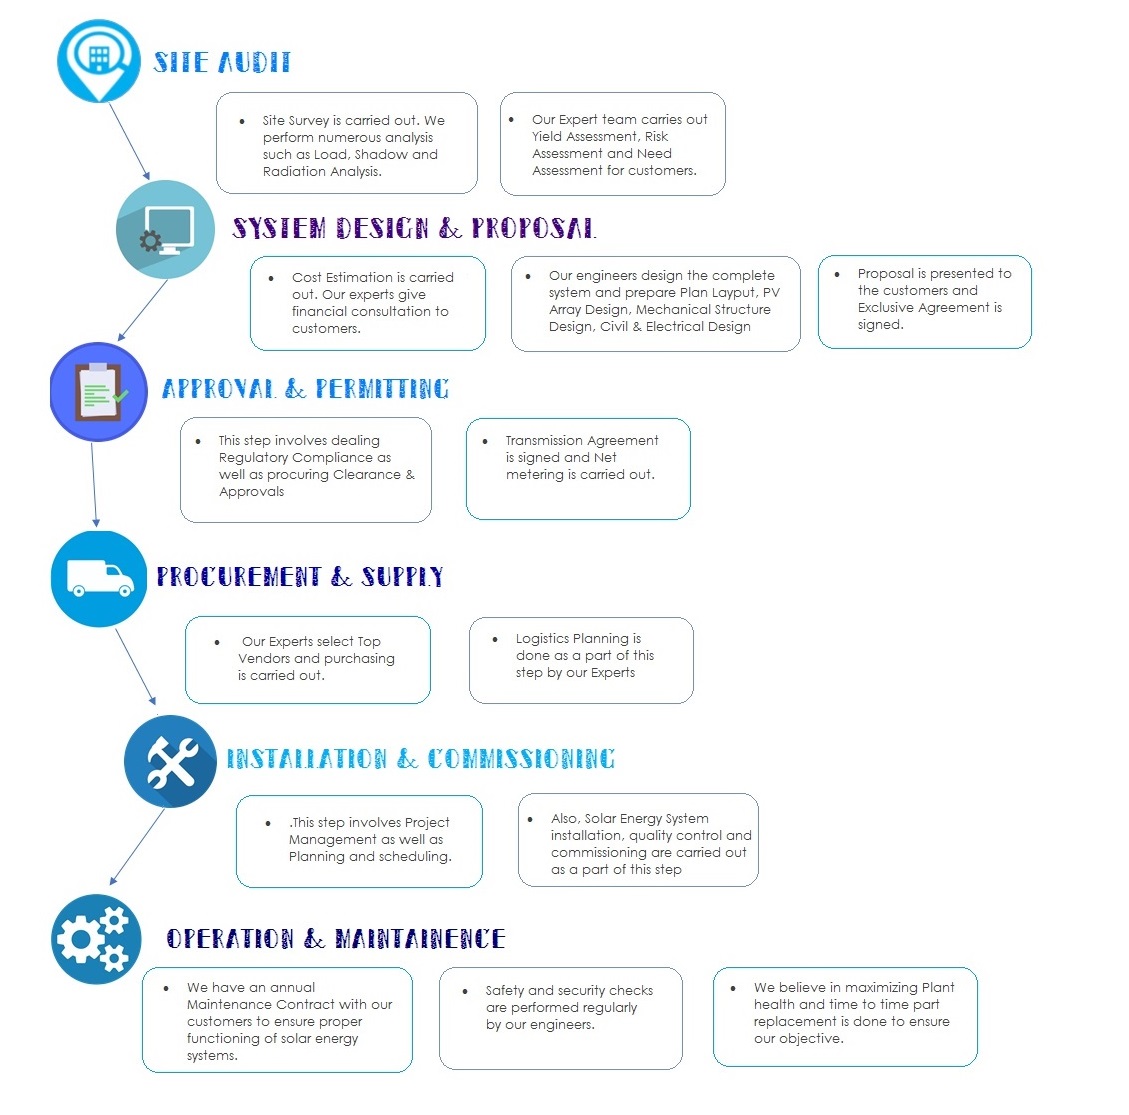 SITE AUDIT
• Site Survey is carried out. We
perform numerous analysis
such as Load, Shadow and
Radiation Analysis.
• Our Expert team carries out
Yield Assessment, Risk
Assessment and Need
Assessment for customers.
SYSTEM DESIGN & PROPOSAL
• Cost Estimation is carried
out. Our experts give
financial consultation to
customers.
• Our engineers design the complete
system and prepare Plan Layput, PV
Array Design, Mechanical Structure
Design, Civil & Electrical Design
• Proposal is presented to
the customers and
Exclusive Agreement is
signed.
APPROVAL & PERMITTING
• This step involves dealing
Regulatory Compliance as
well as procuring Clearance &
Approvals
• Transmission Agreement
is signed and Net
metering is carried out.
PROCUREMENT & SUPPLY
• Our Experts select Top
Vendors and purchasing
is carried out.
• Logistics Planning is
done as a part of this
step by our Experts
INSTALLATION & COMMISSIONING
• .This step involves Project
Management as well as
Planning and scheduling.
• Also, Solar Energy System
installation, quality control and
commissioning are carried out
as a part of this step
OPERATION & MAINTAINENCE
• We have an annual
Maintenance Contract with our
customers to ensure proper
functioning of solar energy
systems.
• Safety and security checks
are performed regularly
by our engineers.
• We believe in maximizing Plant
health and time to time part
replacement is done to ensure
our objective.